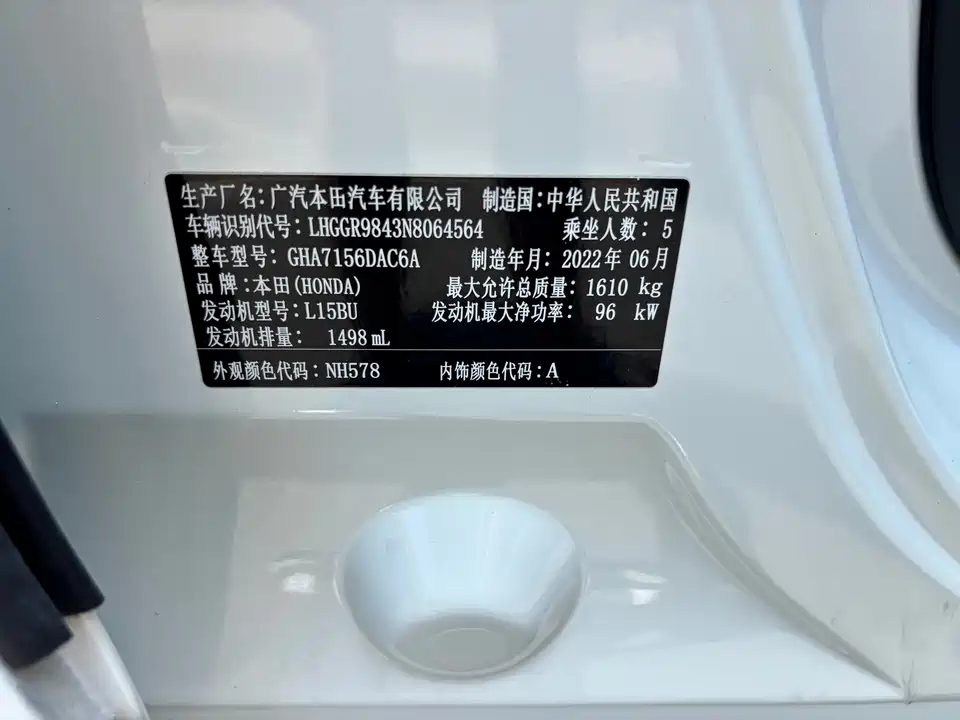 生产厂名:广汽本田汽车有限公司 制造国:中华人民共和国
车辆识别代号: LHGGR9843N8064564 乘坐人数: 5
整车型号: GHA7156DAC6A 制造年月: 2022年06月
品牌:本田(HONDA) 最大允许总质量: 1610 kg
发动机型号: L15BU 发动机最大净功率: 96 kW
发动机排量: 1498 mL
外观颜色代码: NH578 内饰颜色代码: A